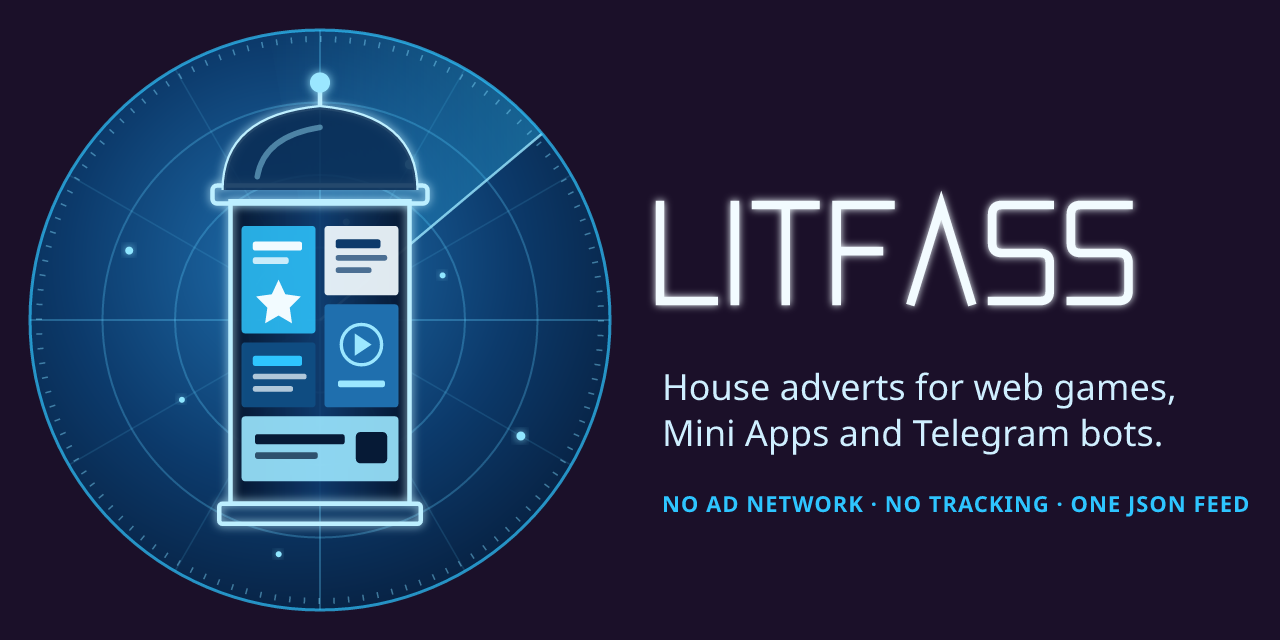 LITFASS
House adverts for web games,
Mini Apps and Telegram bots.
NO AD NETWORK · NO TRACKING · ONE JSON FEED